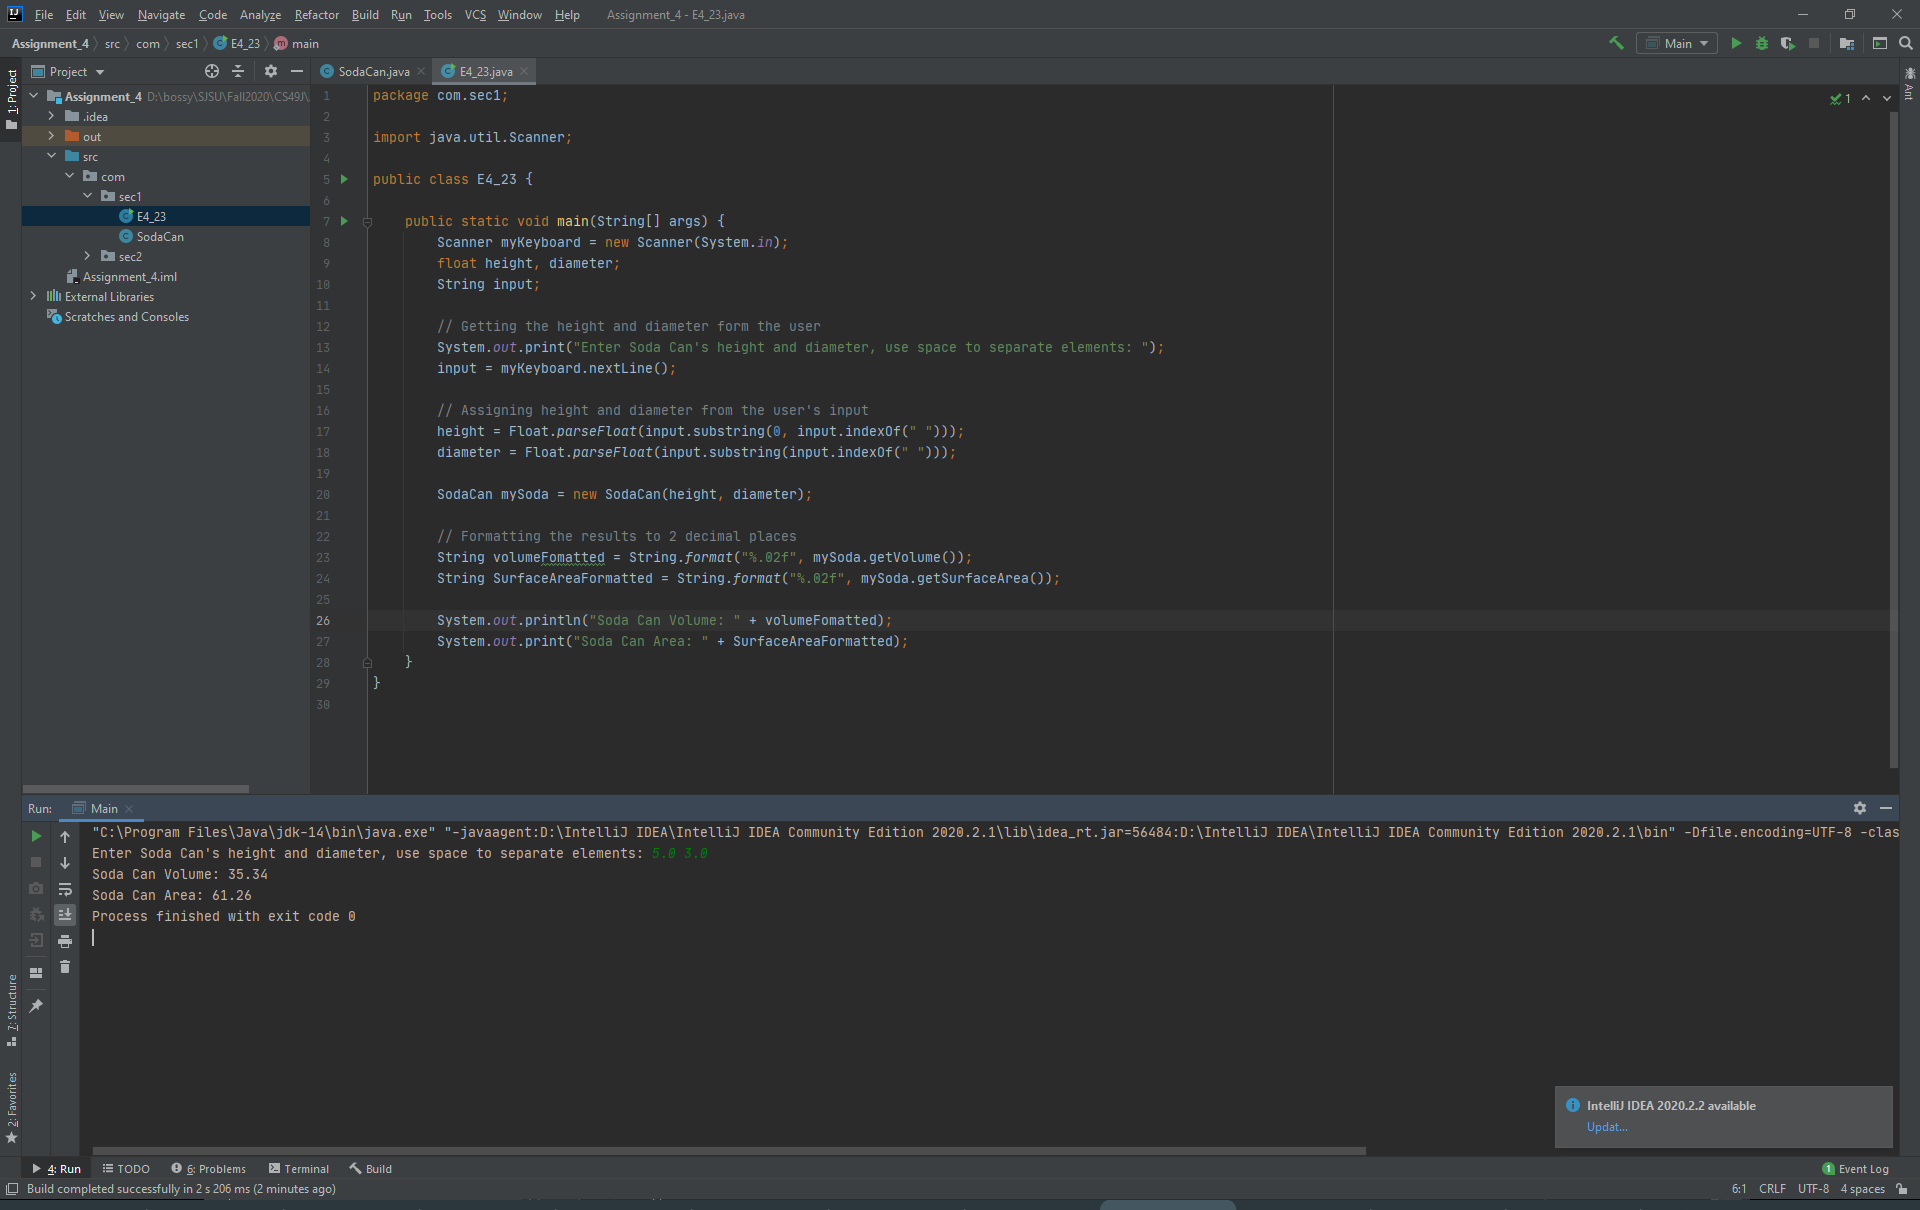 File Edit View Navigate Code Analyze Refactor Build Run Tools VCS Window Help Assignment_4 - E4_23.java
Assignment_4 src com sec1 E4_23 main
Main
Project
SodaCan.java E4_23.java
1: Project
Ant
Assignment_4 D:\bossy\SJSU\Fall2020\CS49J\
.idea
out
src
com
sec1
E4_23
SodaCan
sec2
Assignment_4.iml
External Libraries
Scratches and Consoles
1
1 package com.sec1;
2
3 import java.util.Scanner;
4
5 public class E4_23 {
6
7 public static void main(String[] args) {
8 Scanner myKeyboard = new Scanner(System.in);
9 float height, diameter;
10 String input;
11
12 // Getting the height and diameter form the user
13 System.out.print("Enter Soda Can's height and diameter, use space to separate elements: ");
14 input = myKeyboard.nextLine();
15
16 // Assigning height and diameter from the user's input
17 height = Float.parseFloat(input.substring(0, input.indexOf(" ")));
18 diameter = Float.parseFloat(input.substring(input.indexOf(" ")));
19
20 SodaCan mySoda = new SodaCan(height, diameter);
21
22 // Formatting the results to 2 decimal places
23 String volumeFomatted = String.format("%.02f", mySoda.getVolume());
24 String SurfaceAreaFormatted = String.format("%.02f", mySoda.getSurfaceArea());
25
26 System.out.println("Soda Can Volume: " + volumeFomatted);
27 System.out.print("Soda Can Area: " + SurfaceAreaFormatted);
28 }
29 }
30
Run: Main
"C:\Program Files\Java\jdk-14\bin\java.exe" "-javaagent:D:\IntelliJ IDEA\IntelliJ IDEA Community Edition 2020.2.1\lib\idea_rt.jar=56484:D:\IntelliJ IDEA\IntelliJ IDEA Community Edition 2020.2.1\bin" -Dfile.encoding=UTF-8 -clas
Enter Soda Can's height and diameter, use space to separate elements: 5.0 3.0
Soda Can Volume: 35.34
Soda Can Area: 61.26
Process finished with exit code 0
7: Structure
2: Favorites
IntelliJ IDEA 2020.2.2 available
Updat...
4: Run TODO 6: Problems Terminal Build 1 Event Log
Build completed successfully in 2 s 206 ms (2 minutes ago) 6:1 CRLF UTF-8 4 spaces